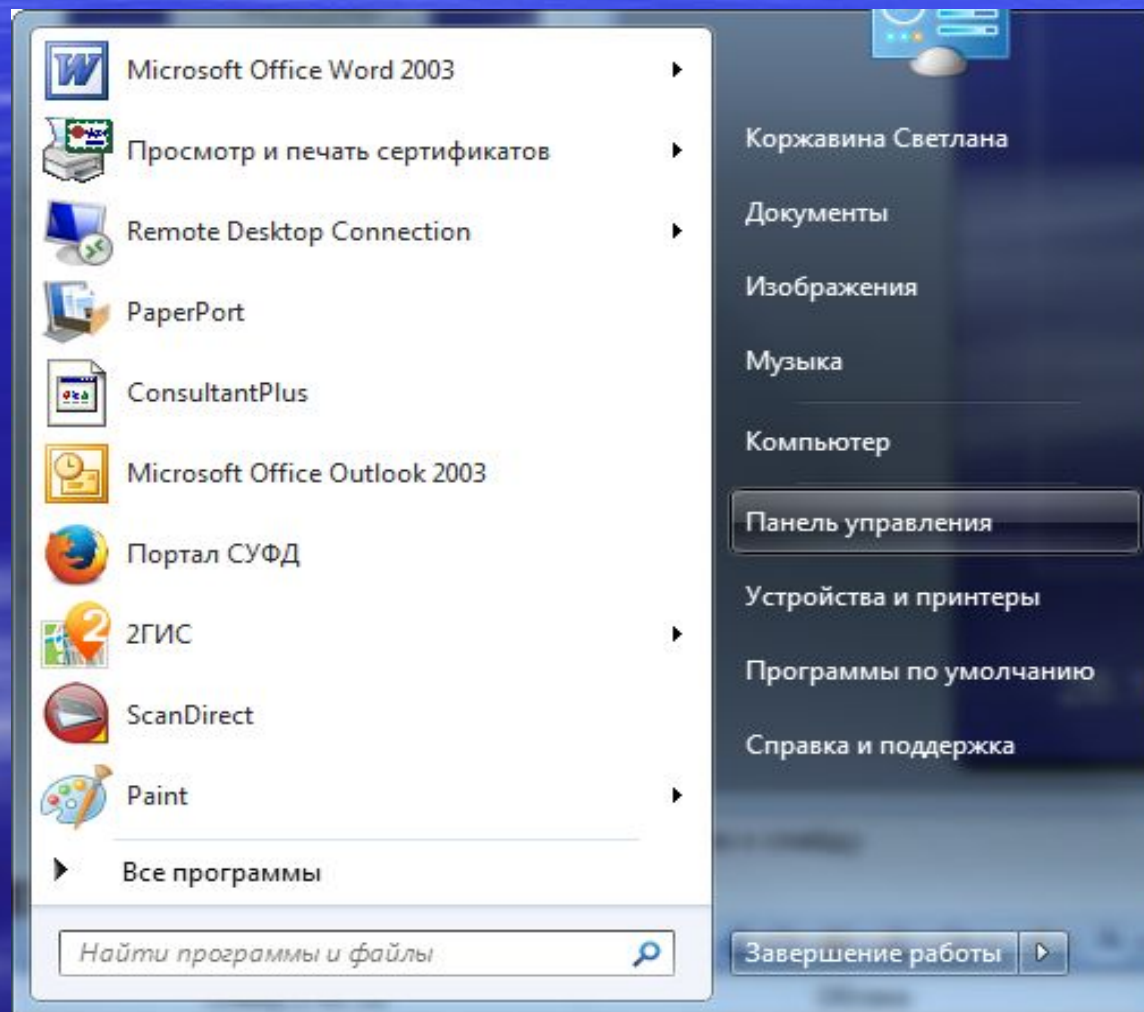 Microsoft Office Word 2003
Просмотр и печать сертификатов
Remote Desktop Connection
PaperPort
ConsultantPlus
Microsoft Office Outlook 2003
Портал СУФД
2ГИС
ScanDirect
Paint
Все программы
Найти программы и файлы
Коржавина Светлана
Документы
Изображения
Музыка
Компьютер
Панель управления
Устройства и принтеры
Программы по умолчанию
Справка и поддержка
Завершение работы